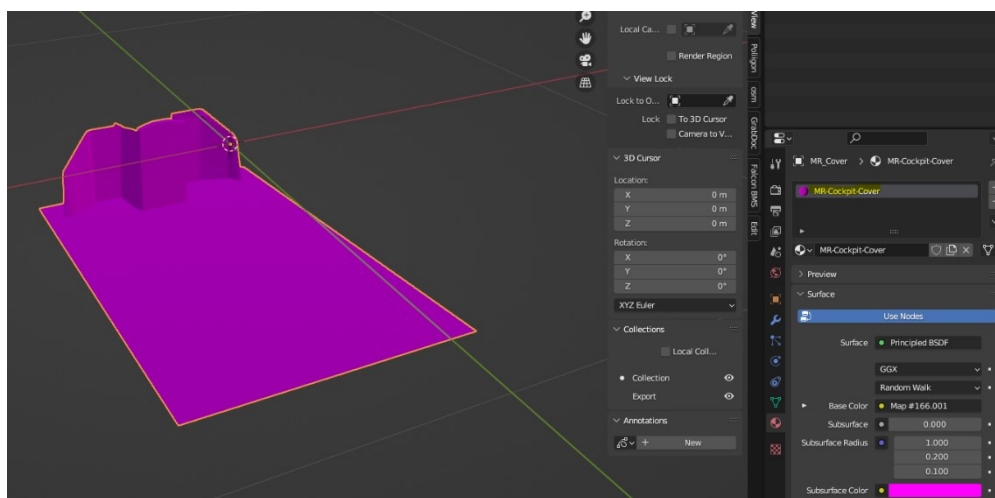 View
Poliigon
osm
GrabDoc
Falcon BMS
Edit
Local Ca...
Render Region
View Lock
Lock to O...
Lock To 3D Cursor
Camera to V...
3D Cursor
Location:
X 0 m
Y 0 m
Z 0 m
Rotation:
X 0°
Y 0°
Z 0°
XYZ Euler
Collections
Local Coll...
Collection
Export
Annotations
New
MR_Cover > MR-Cockpit-Cover
MR-Cockpit-Cover
MR-Cockpit-Cover
Preview
Surface
Use Nodes
Surface Principled BSDF
GGX
Random Walk
Base Color Map #166.001
Subsurface 0.000
Subsurface Radius 1.000
0.200
0.100
Subsurface Color